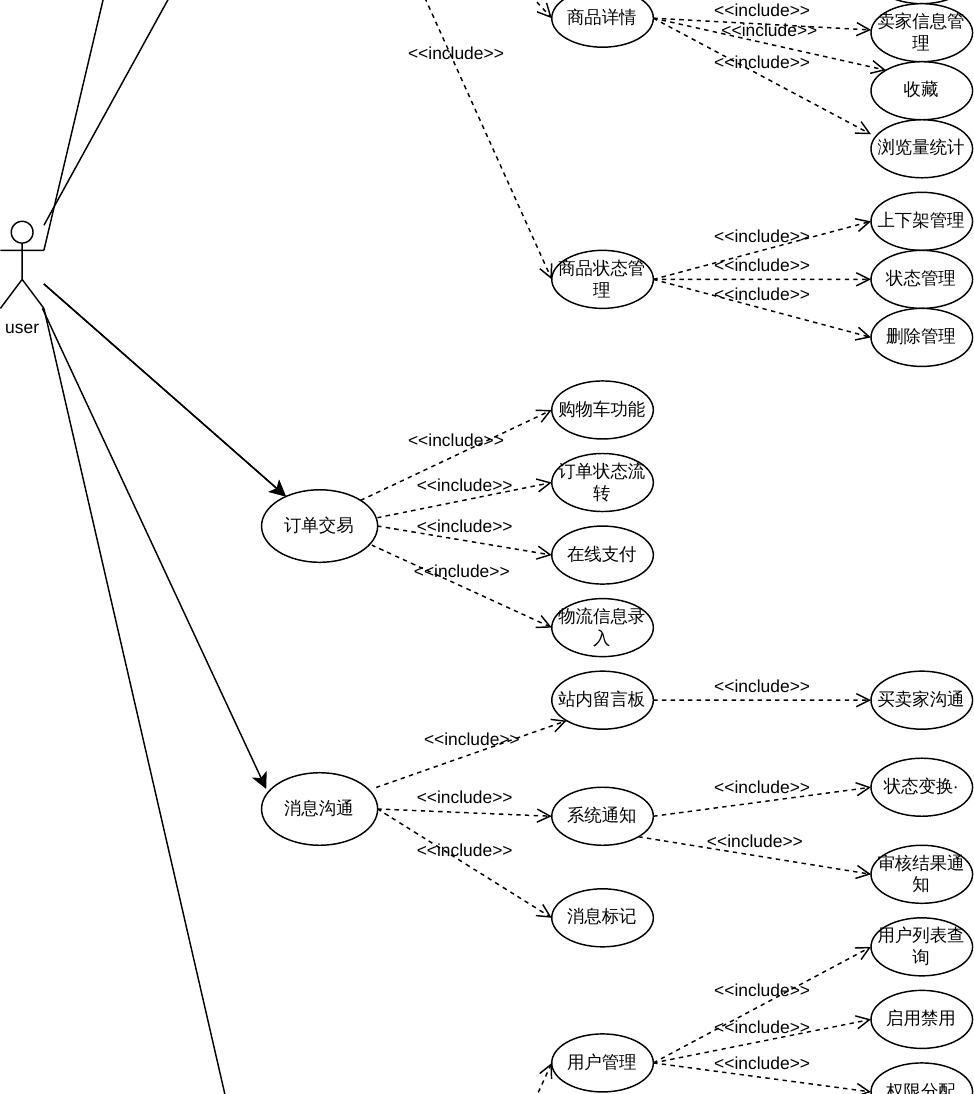 商品详情
<<include>>
<<include>>
<<include>>
<<include>>
卖家信息管
理
收藏
浏览量统计
user
商品状态管
理
<<include>>
<<include>>
<<include>>
上下架管理
状态管理
删除管理
订单交易
<<include>>
<<include>>
<<include>>
<<include>>
购物车功能
订单状态流
转
在线支付
物流信息录
入
消息沟通
<<include>>
<<include>>
<<include>>
站内留言板
<<include>>
买卖家沟通
系统通知
<<include>>
<<include>>
状态变换·
审核结果通
知
消息标记
用户管理
<<include>>
<<include>>
<<include>>
用户列表查
询
启用禁用
权限分配